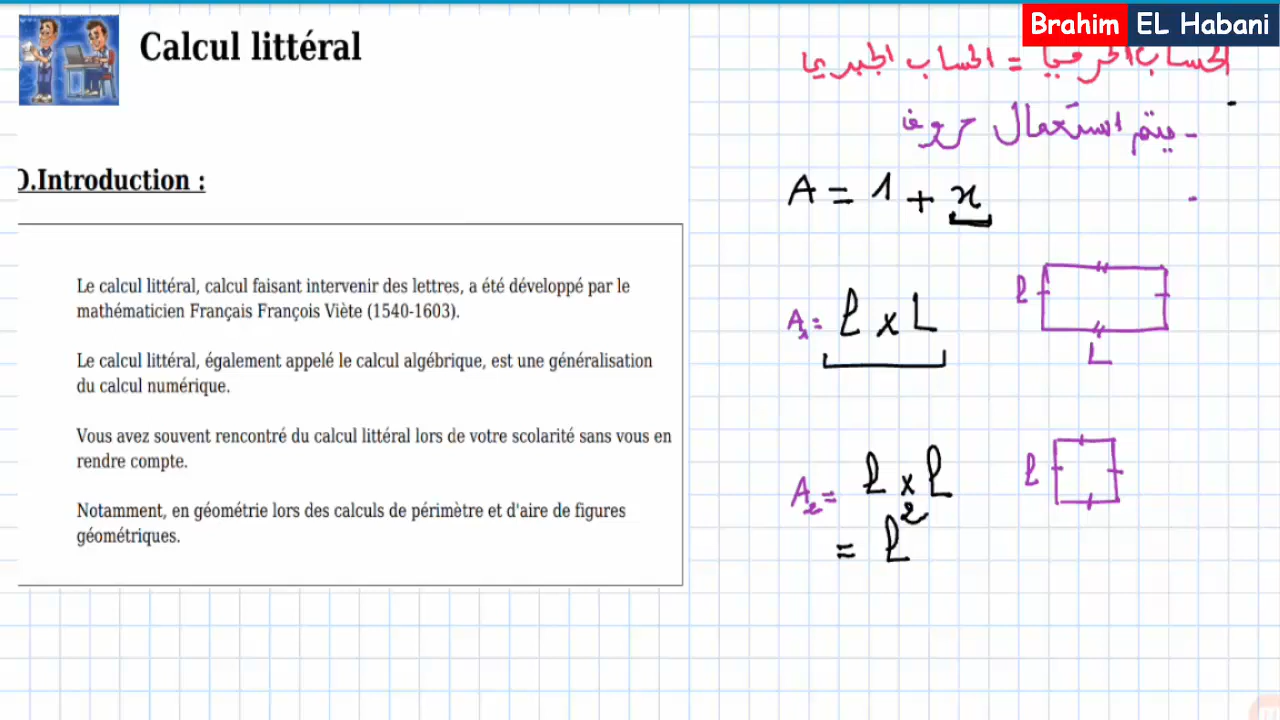 Brahim EL Habani
Calcul littéral
الحساب الحرفي = الحساب الجبري
- يتم استعمال حروف
0.Introduction :
A = 1 + x
-
Le calcul littéral, calcul faisant intervenir des lettres, a été développé par le
mathématicien Français François Viète (1540-1603).
Le calcul littéral, également appelé le calcul algébrique, est une généralisation
du calcul numérique.
Vous avez souvent rencontré du calcul littéral lors de votre scolarité sans vous en
rendre compte.
Notamment, en géométrie lors des calculs de périmètre et d'aire de figures
géométriques.
A₁ = ℓ × L
ℓ
L
A₂ = ℓ × ℓ
ℓ
= ℓ²